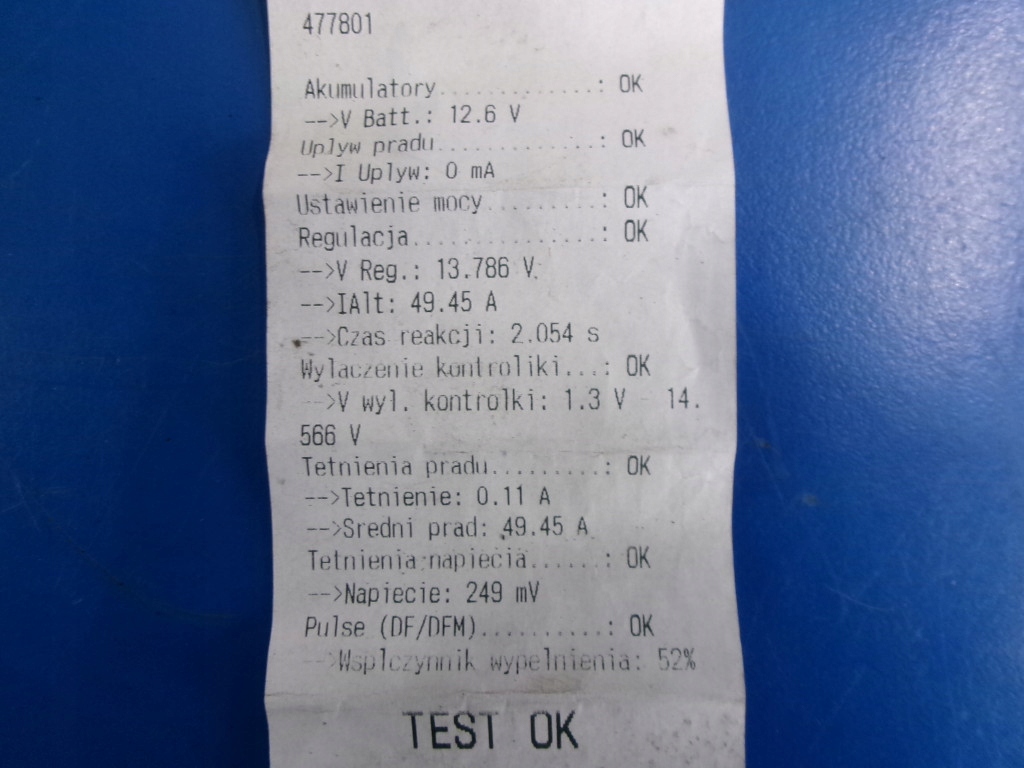 477801
Akumulatory.............: OK
-->V Batt.: 12.6 V
Uplyw pradu.............: OK
-->I Uplyw: 0 mA
Ustawienie mocy.........: OK
Regulacja...............: OK
-->V Reg.: 13.786 V
-->IAlt: 49.45 A
-->Czas reakcji: 2.054 s
Wylaczenie kontroliki...: OK
-->V wyl. kontrolki: 1.3 V - 14.
566 V
Tetnienia pradu.........: OK
-->Tetnienie: 0.11 A
-->Sredni prad: 49.45 A
Tetnienia napiecia......: OK
-->Napiecie: 249 mV
Pulse (DF/DFM)..........: OK
-->Wsplczynnik wypelnienia: 52%
TEST OK